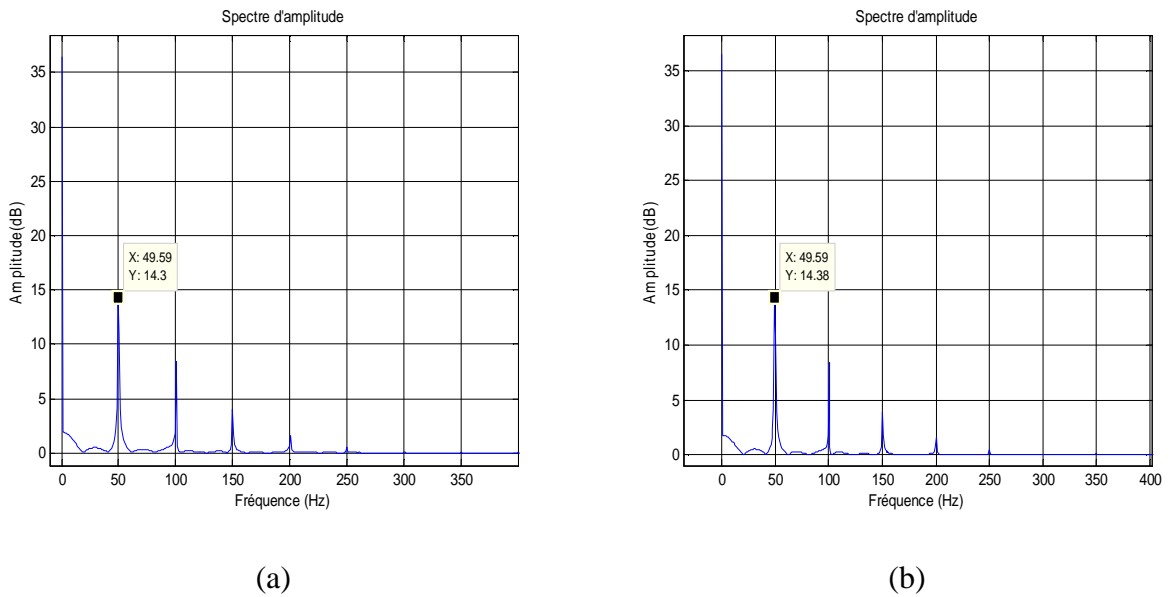 Spectre d'amplitude
35
30
25
20
15
10
5
0
Amplitude(dB)
X: 49.59
Y: 14.3
0 50 100 150 200 250 300 350
Fréquence (Hz)
(a)
Spectre d'amplitude
35
30
25
20
15
10
5
0
Amplitude(dB)
X: 49.59
Y: 14.38
0 50 100 150 200 250 300 350 400
Fréquence (Hz)
(b)